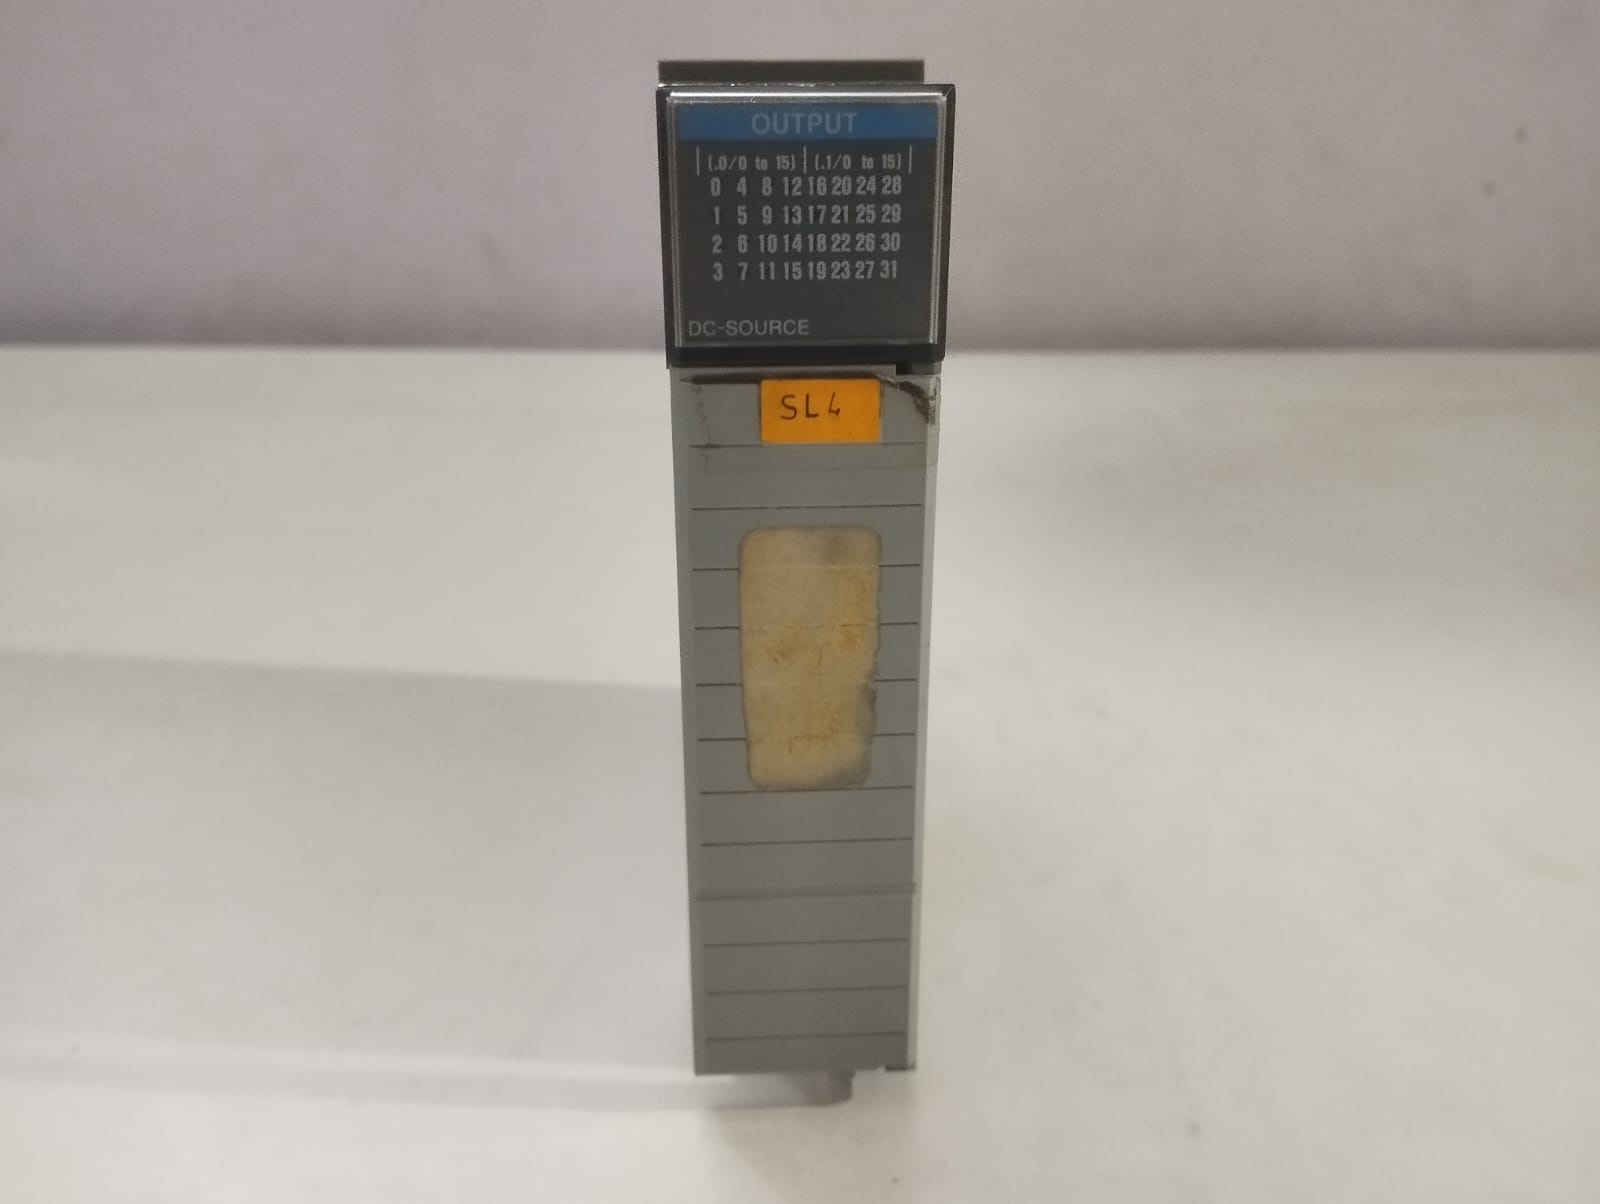 OUTPUT
(.0/0 to 15) (.1/0 to 15)
0 4 8 12 16 20 24 28
1 5 9 13 17 21 25 29
2 6 10 14 18 22 26 30
3 7 11 15 19 23 27 31
DC-SOURCE
SL4